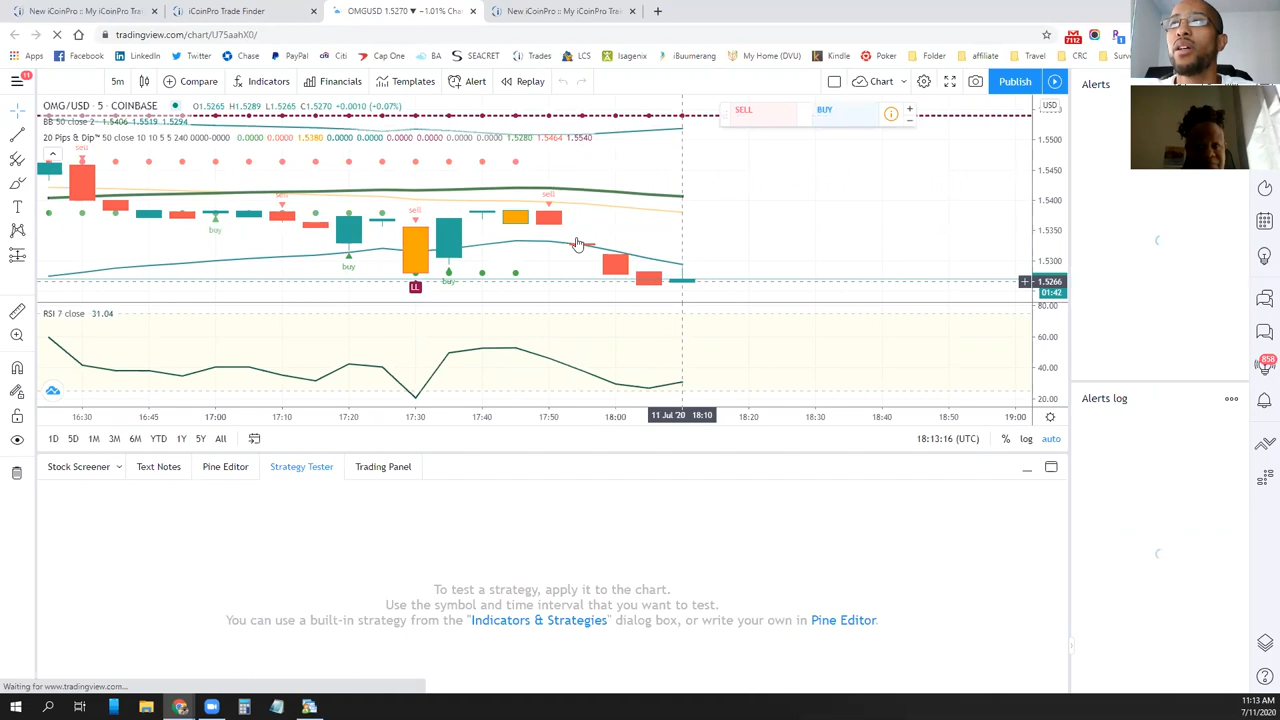 New iCoinPro :: My iCoinPro Tra
iCoinPro Trade Finder
OMGUSD 1.5270 ▼ −1.01% Cha
New iCoinPro :: My iCoinPro Tra
tradingview.com/chart/U75aahX0/
7112
Apps
Facebook
LinkedIn
Twitter
Chase
PayPal
Citi
Cap One
BA
SEACRET
Trades
LCS
Isagenix
iBuumerang
My Home (DVU)
Kindle
Poker
Folder
affiliate
Travel
CRC
Surve
11
5m
Compare
Indicators
Financials
Templates
Alert
Replay
Chart
Publish
Alerts
OMG/USD · 5 · COINBASE
O1.5265 H1.5289 L1.5265 C1.5270 +0.0010 (+0.07%)
SELL
BUY
USD
BB 50 close 2 1.5406 1.5519 1.5294
20 Pips & Dip™ 50 close 10 10 5 5 240 0000-0000 0.0000 0.0000 1.5380 0.0000 0.0000 0.0000 0.0000 0.0000 1.5280 1.5464 1.5540
1.5500
1.5450
1.5400
1.5350
1.5300
1.5266
01:42
sell
sell
sell
sell
buy
buy
buy
LL
RSI 7 close 31.04
80.00
60.00
40.00
20.00
858
Alerts log
16:30
16:45
17:00
17:10
17:20
17:30
17:40
17:50
18:00
11 Jul '20 18:10
18:20
18:30
18:40
18:50
19:00
1D
5D
1M
3M
6M
YTD
1Y
5Y
All
18:13:16 (UTC)
%
log
auto
Stock Screener
Text Notes
Pine Editor
Strategy Tester
Trading Panel
To test a strategy, apply it to the chart.
Use the symbol and time interval that you want to test.
You can use a built-in strategy from the "Indicators & Strategies" dialog box, or write your own in Pine Editor.
Waiting for www.tradingview.com...
11:13 AM
7/11/2020